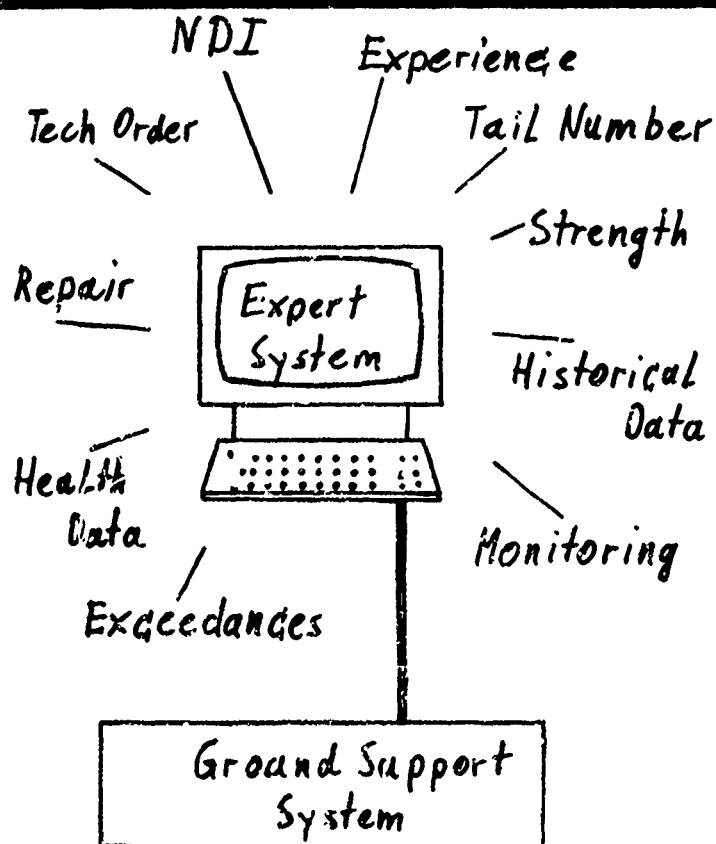 NDI
Experience
Tech Order
Tail Number
Strength
Repair
Expert
System
Historical
Data
Health
Data
Monitoring
Exceedances
Ground Support
System